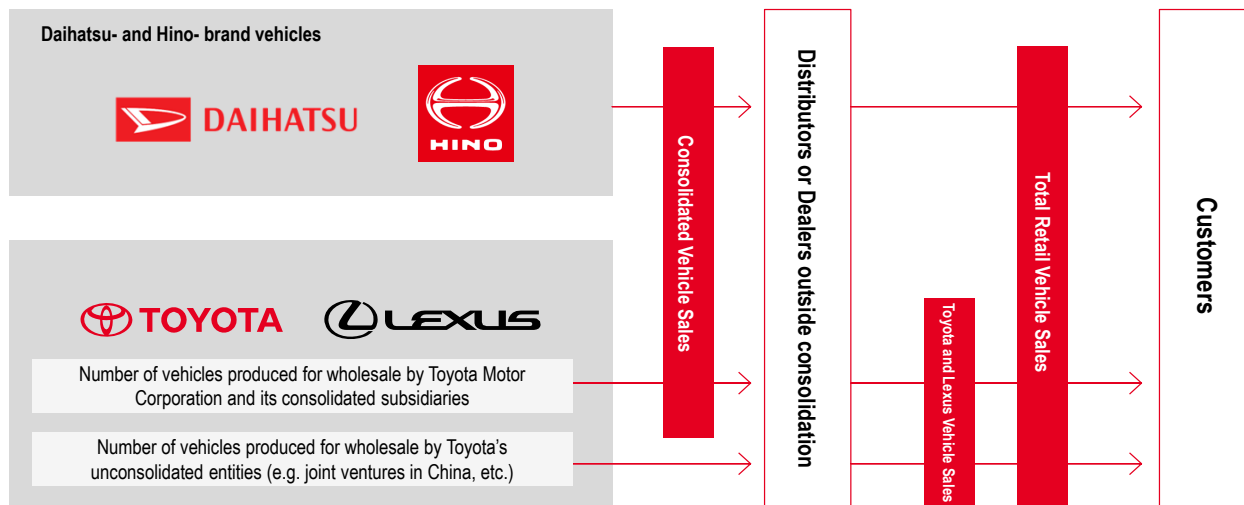 Daihatsu- and Hino- brand vehicles
DAIHATSU
HINO
TOYOTA
LEXUS
Number of vehicles produced for wholesale by Toyota Motor
Corporation and its consolidated subsidiaries
Number of vehicles produced for wholesale by Toyota's
unconsolidated entities (e.g. joint ventures in China, etc.)
Consolidated Vehicle Sales
Distributors or Dealers outside consolidation
Toyota and Lexus Vehicle Sales
Total Retail Vehicle Sales
Customers